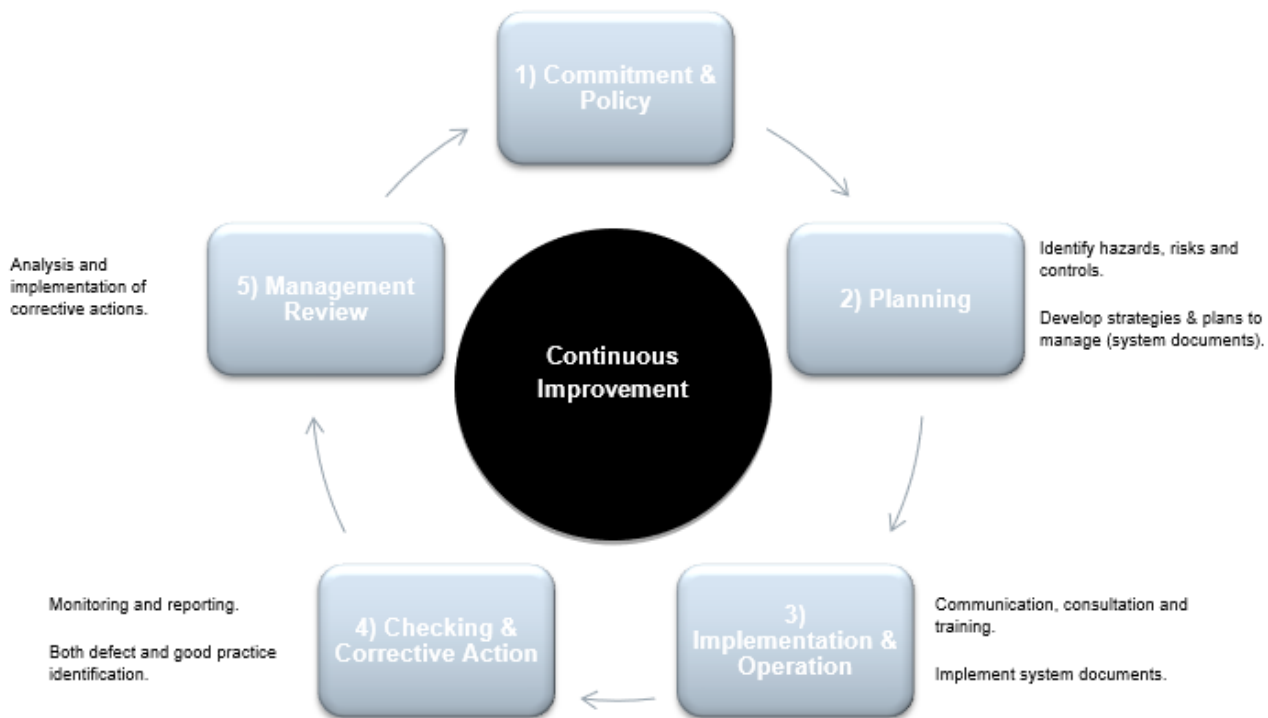 1) Commitment &
Policy
Identify hazards, risks and
controls.
2) Planning
Develop strategies & plans to
manage (system documents).
Analysis and
implementation of
corrective actions.
5) Management
Review
Continuous
Improvement
3)
Implementation &
Operation
Communication, consultation and
training.
Implement system documents.
4) Checking &
Corrective Action
Monitoring and reporting.
Both defect and good practice
identification.